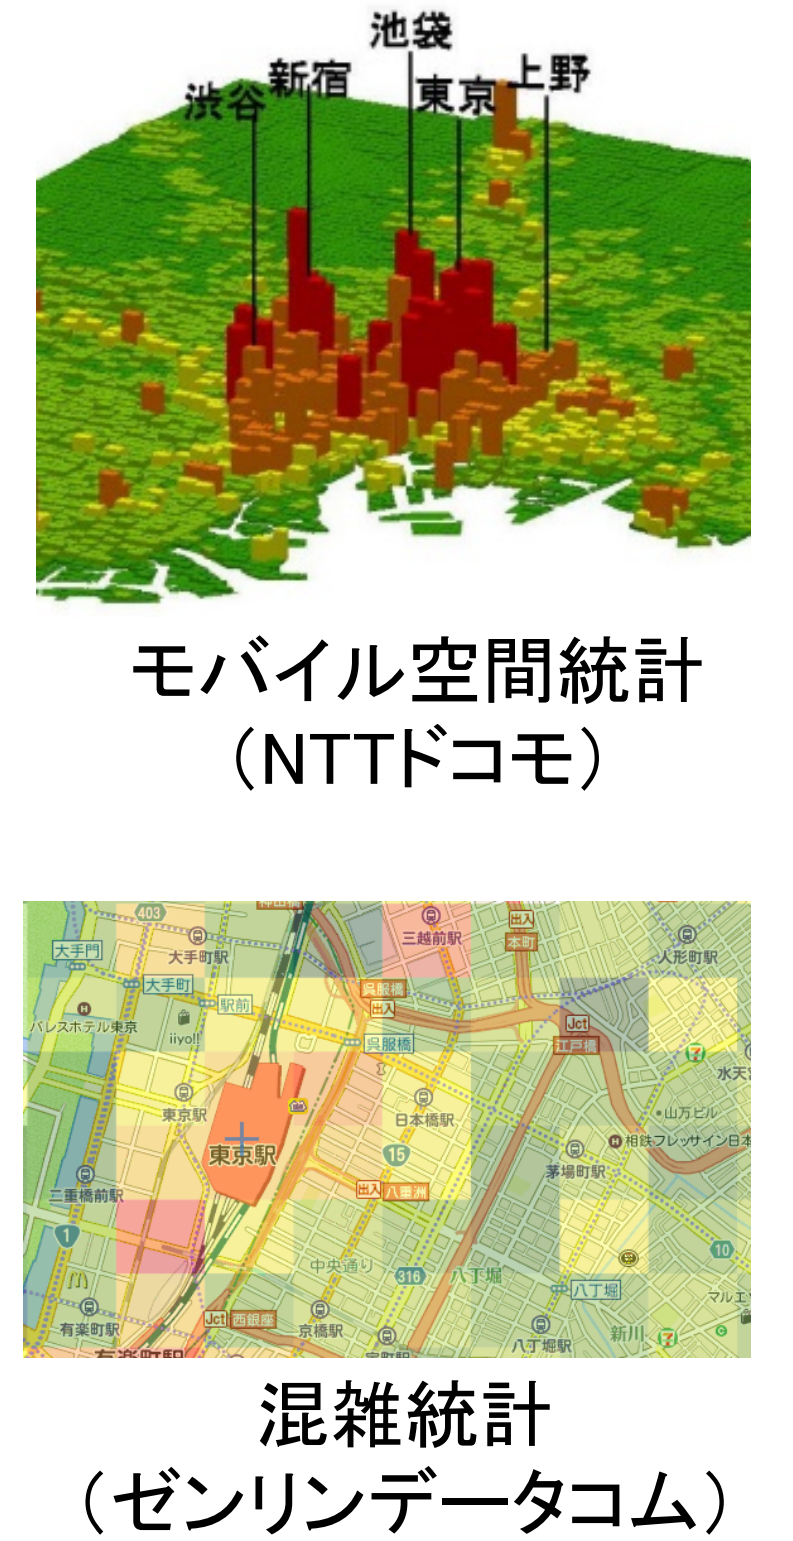 池袋
新宿
上野
渋谷
東京
モバイル空間統計
（NTTドコモ）
403
出入
三越前駅
大手町駅
本町
人形町駅
大手門
大手町
呉服橋
駅前
出入
パレスホテル東京
iiyo!!
Jct
呉服橋
江戸橋
東京駅
日本橋駅
山万ビル
東京駅
相鉄フレッサイン日本
15
茅場町駅
二重橋前駅
出入
八重洲
1
10
中央通り
316
八丁堀
八丁堀
マルエ
有楽町駅
Jct
西銀座
京橋駅
八丁堀駅
新川
有楽町駅
混雑統計
（ゼンリンデータコム）